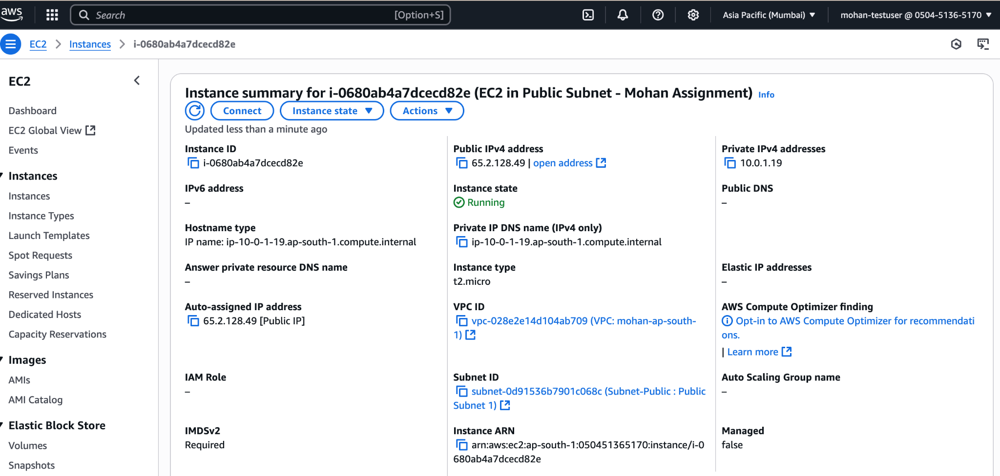 aws
Search
[Option+S]
Asia Pacific (Mumbai)
mohan-testuser @ 0504-5136-5170
EC2
Instances
i-0680ab4a7dcecd82e
EC2
Dashboard
EC2 Global View
Events
Instances
Instances
Instance Types
Launch Templates
Spot Requests
Savings Plans
Reserved Instances
Dedicated Hosts
Capacity Reservations
Images
AMIs
AMI Catalog
Elastic Block Store
Volumes
Snapshots
Instance summary for i-0680ab4a7dcecd82e (EC2 in Public Subnet - Mohan Assignment) Info
Connect
Instance state
Actions
Updated less than a minute ago
Instance ID
i-0680ab4a7dcecd82e
Public IPv4 address
65.2.128.49 | open address
Private IPv4 addresses
10.0.1.19
IPv6 address
–
Instance state
Running
Public DNS
–
Hostname type
IP name: ip-10-0-1-19.ap-south-1.compute.internal
Private IP DNS name (IPv4 only)
ip-10-0-1-19.ap-south-1.compute.internal
Answer private resource DNS name
–
Instance type
t2.micro
Elastic IP addresses
–
Auto-assigned IP address
65.2.128.49 [Public IP]
VPC ID
vpc-028e2e14d104ab709 (VPC: mohan-ap-south-
1)
AWS Compute Optimizer finding
Opt-in to AWS Compute Optimizer for recommendati
ons.
| Learn more
IAM Role
–
Subnet ID
subnet-0d91536b7901c068c (Subnet-Public : Public
Subnet 1)
Auto Scaling Group name
–
IMDSv2
Required
Instance ARN
arn:aws:ec2:ap-south-1:050451365170:instance/i-0
680ab4a7dcecd82e
Managed
false